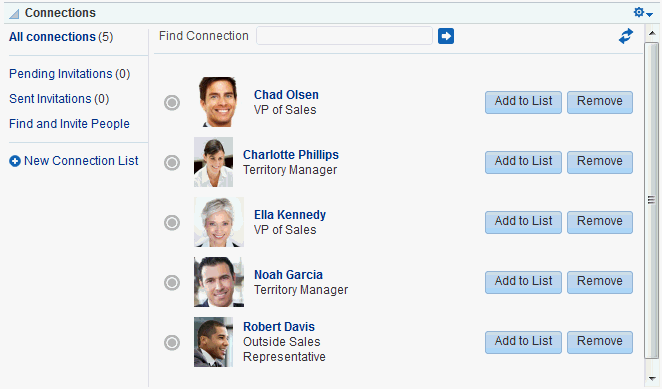 Connections
All connections (5)
Find Connection
Pending Invitations (0)
Sent Invitations (0)
Find and Invite People
New Connection List
Chad Olsen
VP of Sales
Add to List Remove
Charlotte Phillips
Territory Manager
Add to List Remove
Ella Kennedy
VP of Sales
Add to List Remove
Noah Garcia
Territory Manager
Add to List Remove
Robert Davis
Outside Sales
Representative
Add to List Remove